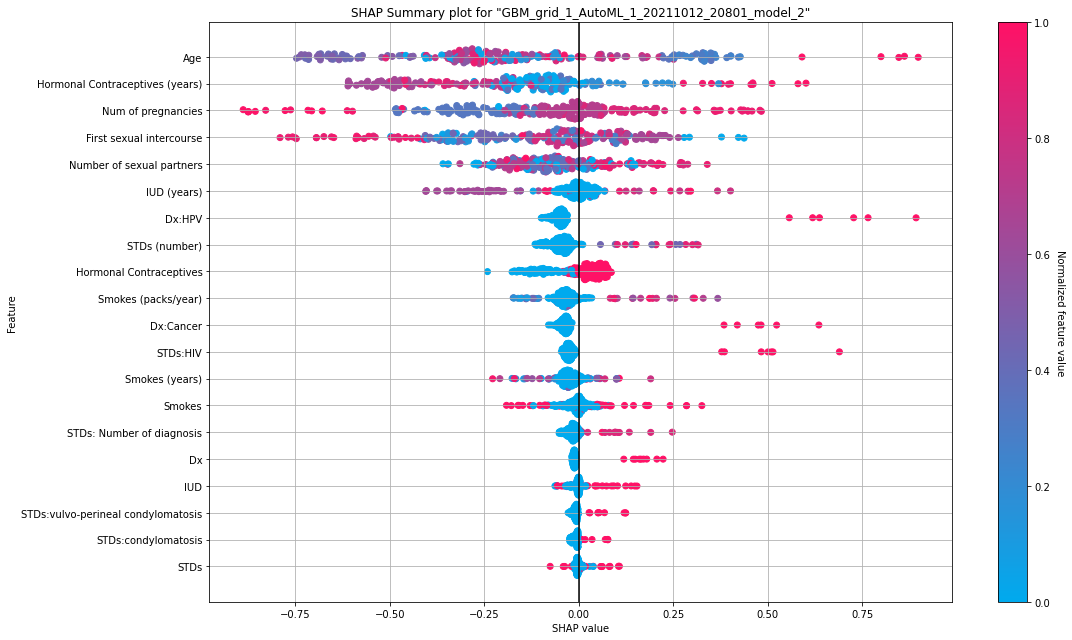 SHAP Summary plot for "GBM_grid_1_AutoML_1_20211012_20801_model_2"
Age
Hormonal Contraceptives (years)
Num of pregnancies
First sexual intercourse
Number of sexual partners
IUD (years)
Dx:HPV
STDs (number)
Hormonal Contraceptives
Smokes (packs/year)
Dx:Cancer
STDs:HIV
Smokes (years)
Smokes
STDs: Number of diagnosis
Dx
IUD
STDs:vulvo-perineal condylomatosis
STDs:condylomatosis
STDs
Feature
−0.75 −0.50 −0.25 0.00 0.25 0.50 0.75
SHAP value
1.0
0.8
0.6
0.4
0.2
0.0
Normalized feature value